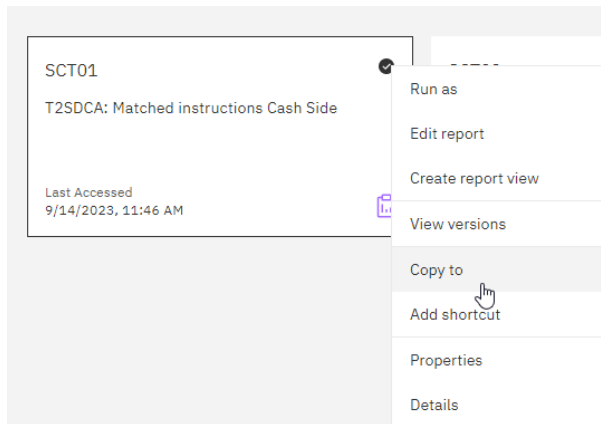 SCT01
T2SDCA: Matched instructions Cash Side
Last Accessed
9/14/2023, 11:46 AM
Run as
Edit report
Create report view
View versions
Copy to
Add shortcut
Properties
Details